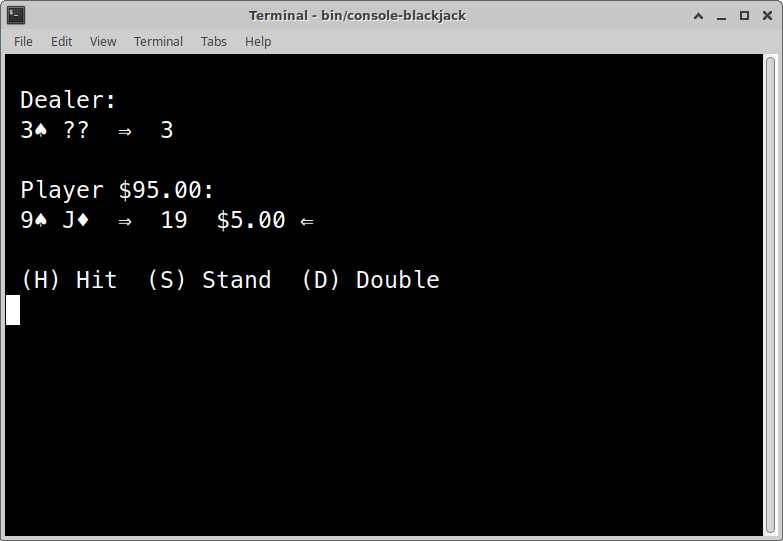 Terminal - bin/console-blackjack
File Edit View Terminal Tabs Help
Dealer:
3♠ ?? ⇒ 3
Player $95.00:
9♠ J♦ ⇒ 19 $5.00 ⇐
(H) Hit (S) Stand (D) Double